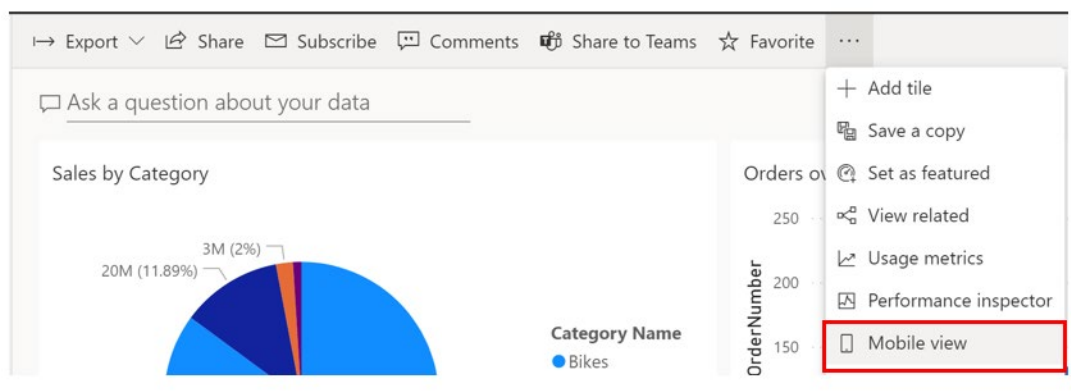 Export Share Subscribe Comments Share to Teams Favorite ...
Add tile
Save a copy
Set as featured
View related
Usage metrics
Performance inspector
Mobile view
Ask a question about your data
Sales by Category
3M (2%)
20M (11.89%)
Category Name
Bikes
Orders ov
250
200
150
OrderNumber